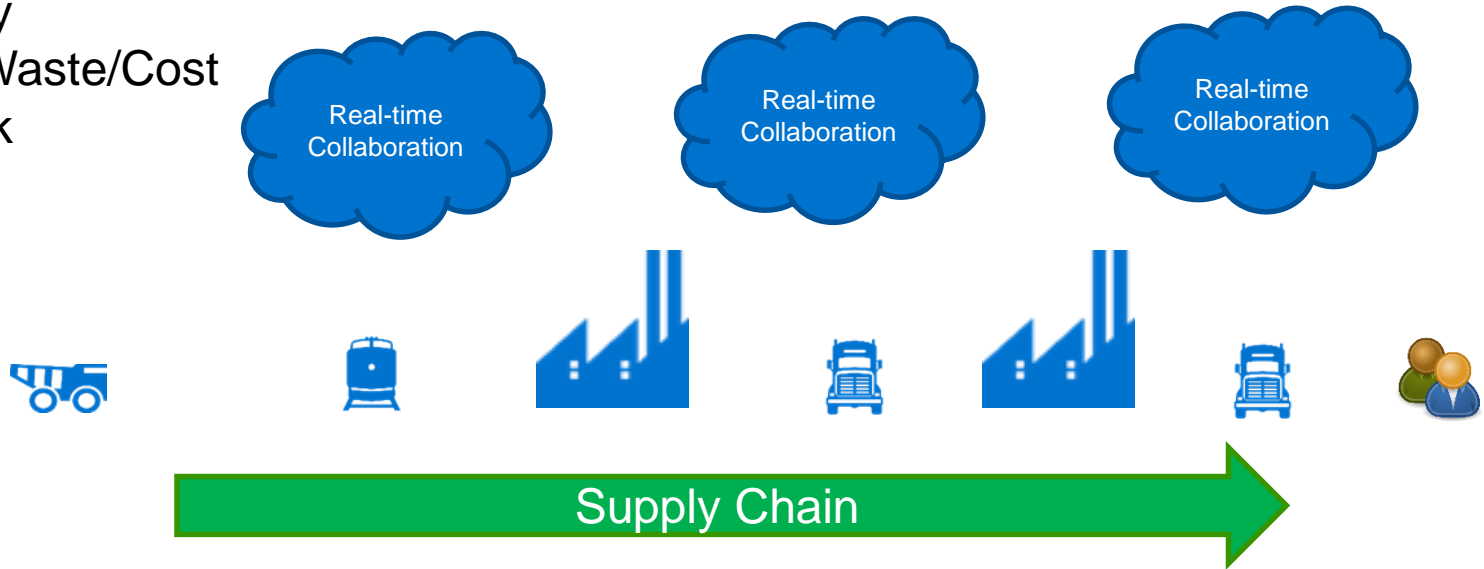 y
Waste/Cost
k
Real-time
Collaboration
Real-time
Collaboration
Real-time
Collaboration
Supply Chain